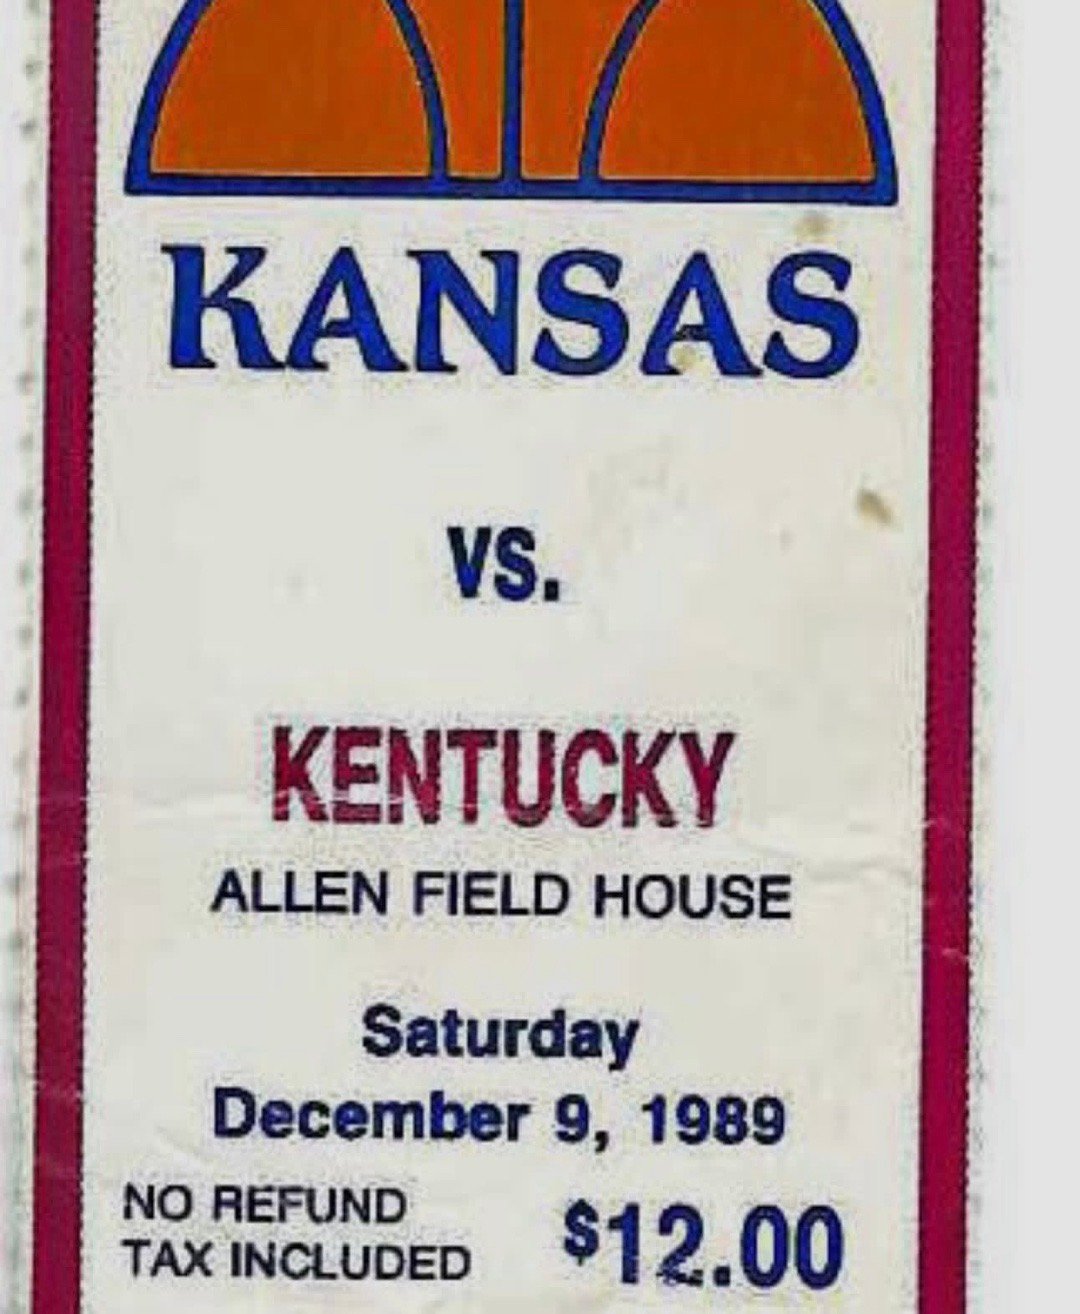 KANSAS
VS.
KENTUCKY
ALLEN FIELD HOUSE
Saturday
December 9, 1989
NO REFUND
TAX INCLUDED $12.00